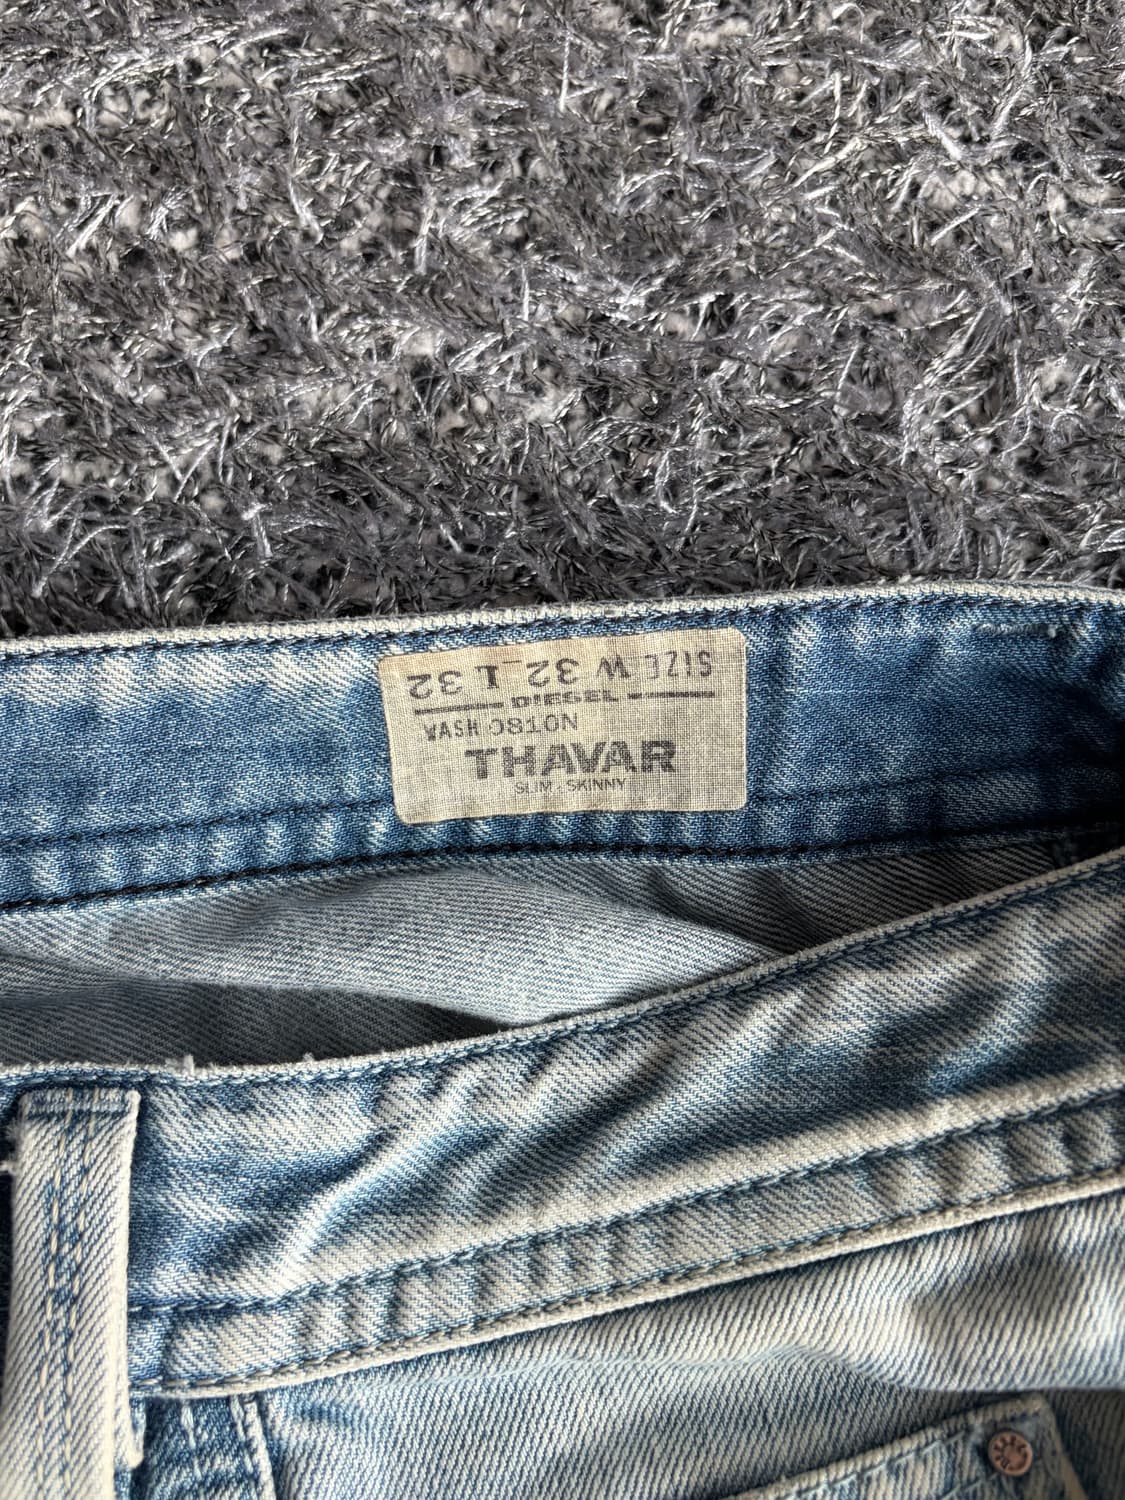 SIZE W 32 L 32
DIESEL
WASH 0810N
THAVAR
SLIM - SKINNY